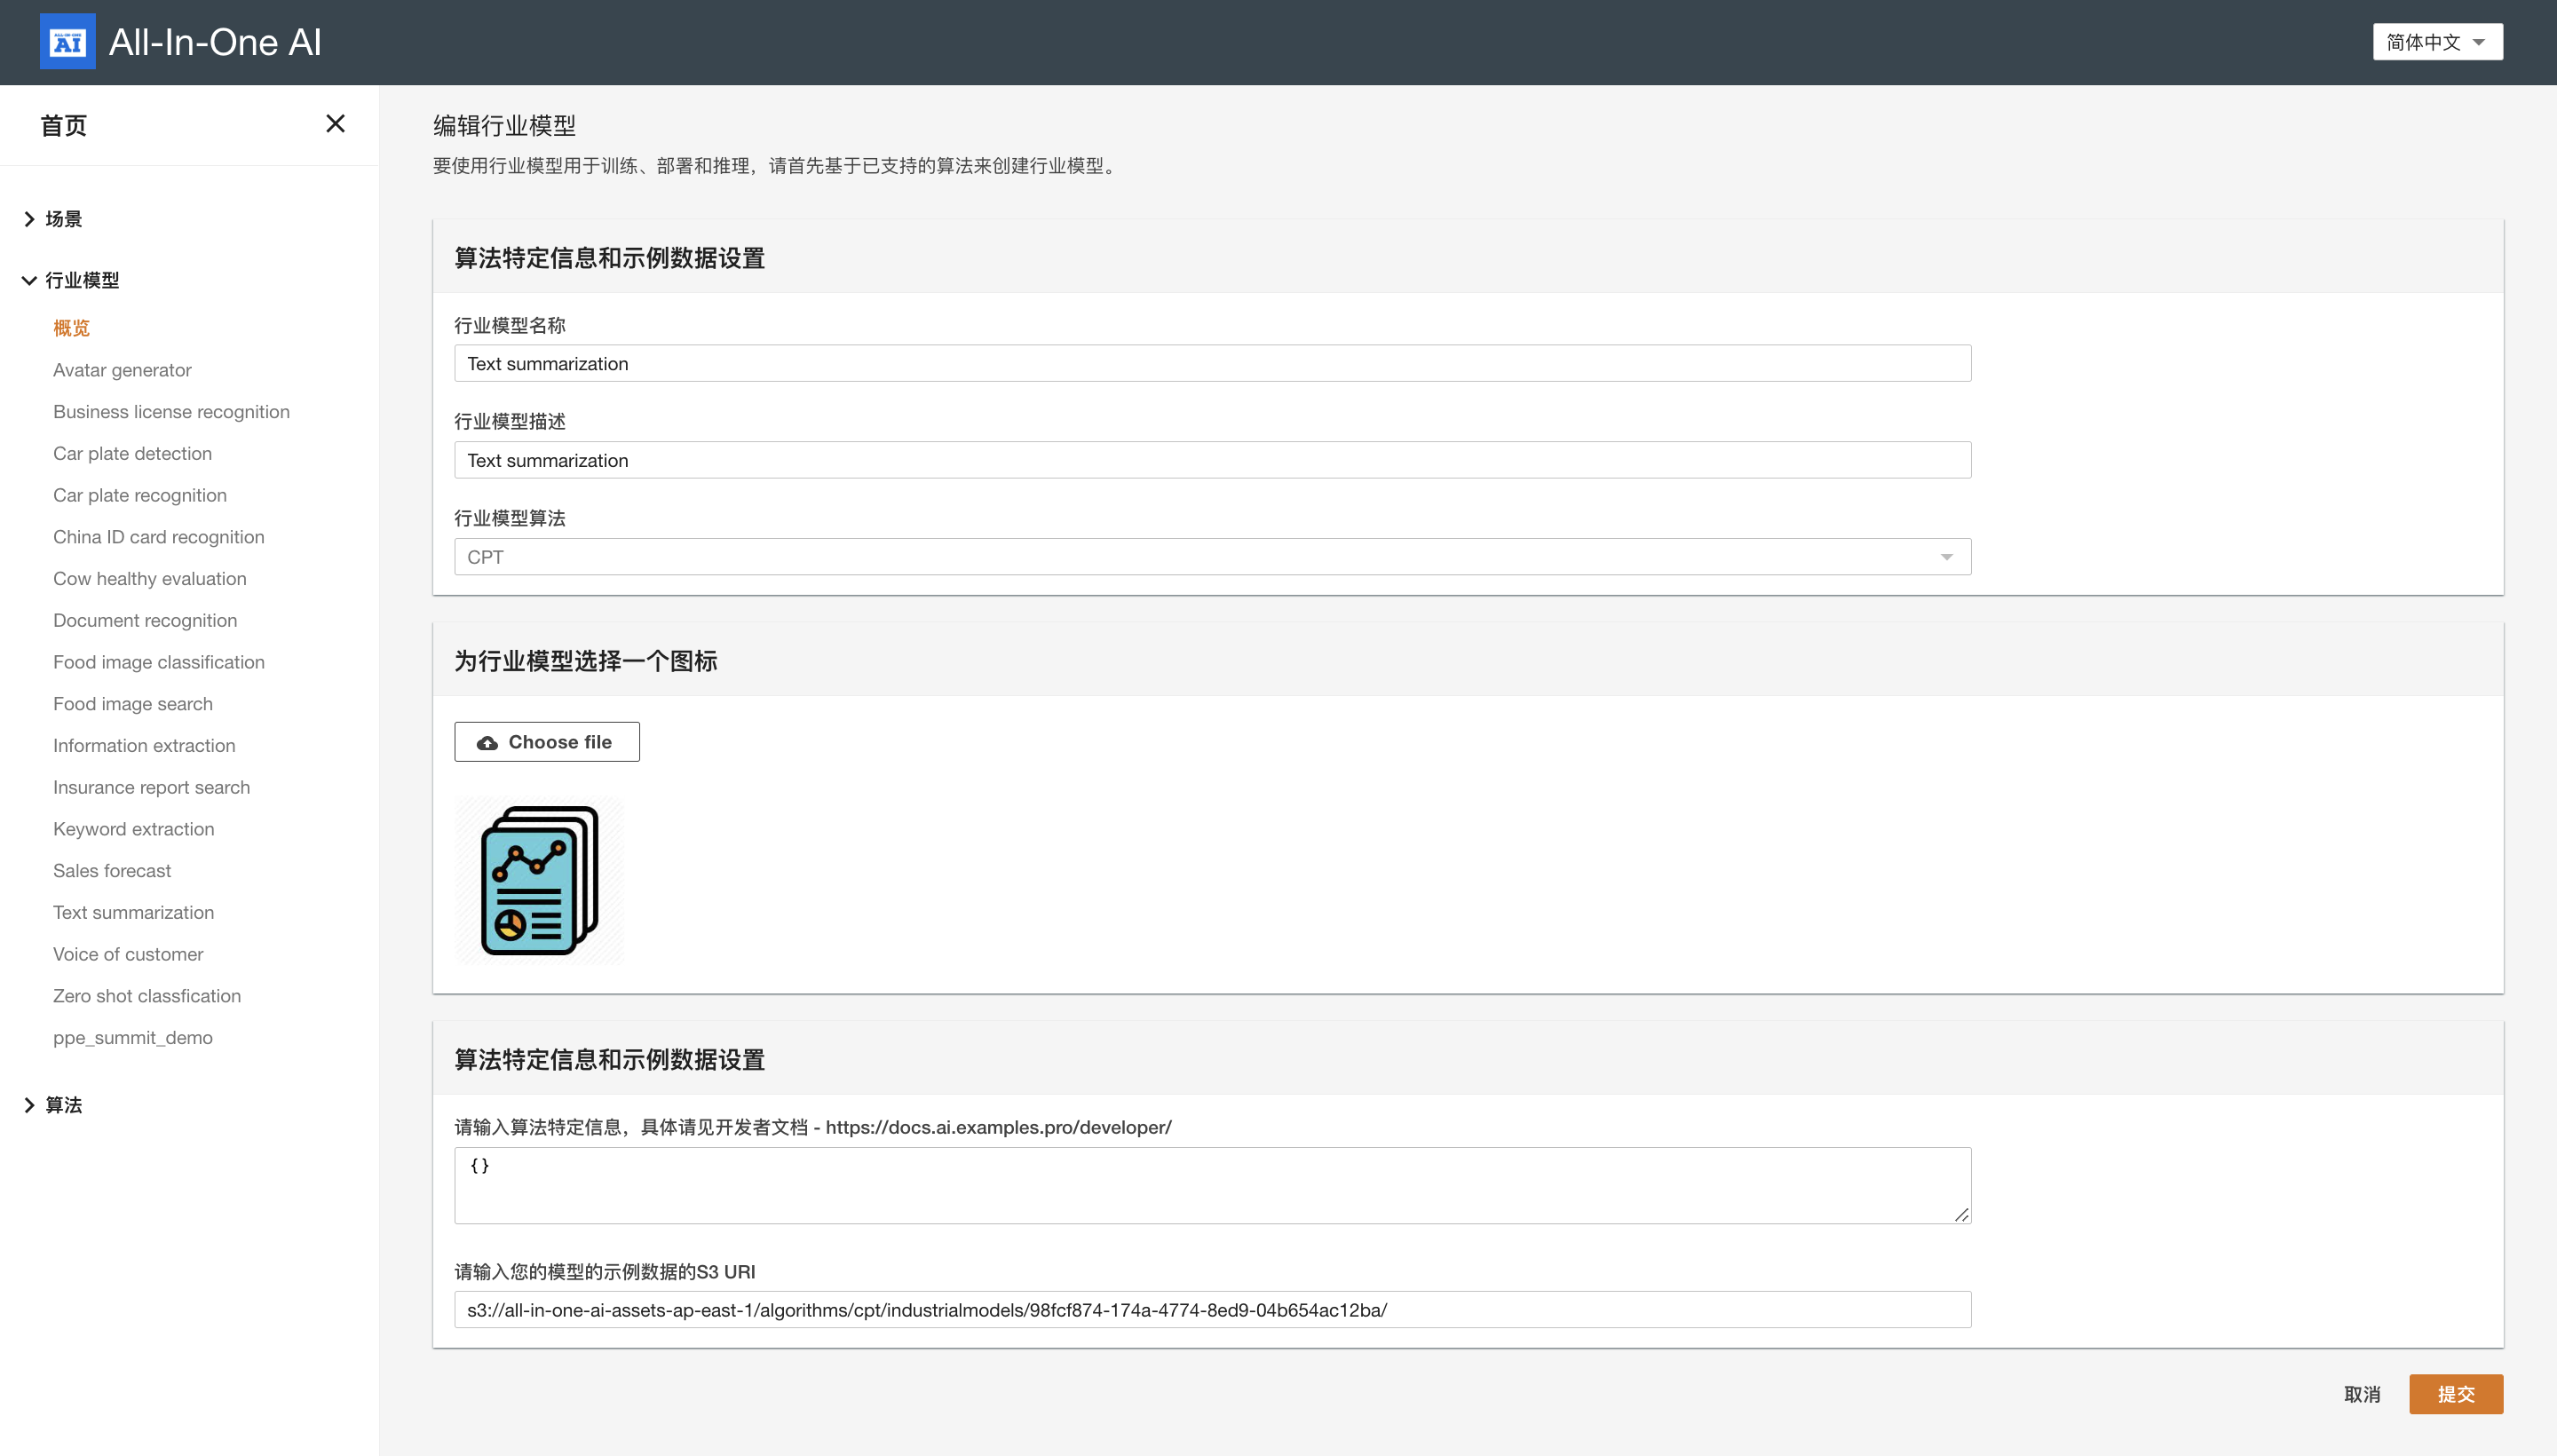 ALL-IN-ONE
AI
All-In-One AI
简体中文
首页
场景
行业模型
概览
Avatar generator
Business license recognition
Car plate detection
Car plate recognition
China ID card recognition
Cow healthy evaluation
Document recognition
Food image classification
Food image search
Information extraction
Insurance report search
Keyword extraction
Sales forecast
Text summarization
Voice of customer
Zero shot classfication
ppe_summit_demo
算法
编辑行业模型
要使用行业模型用于训练、部署和推理，请首先基于已支持的算法来创建行业模型。
算法特定信息和示例数据设置
行业模型名称
Text summarization
行业模型描述
Text summarization
行业模型算法
CPT
为行业模型选择一个图标
Choose file
算法特定信息和示例数据设置
请输入算法特定信息，具体请见开发者文档 - https://docs.ai.examples.pro/developer/
{}
请输入您的模型的示例数据的S3 URI
s3://all-in-one-ai-assets-ap-east-1/algorithms/cpt/industrialmodels/98fcf874-174a-4774-8ed9-04b654ac12ba/
取消
提交